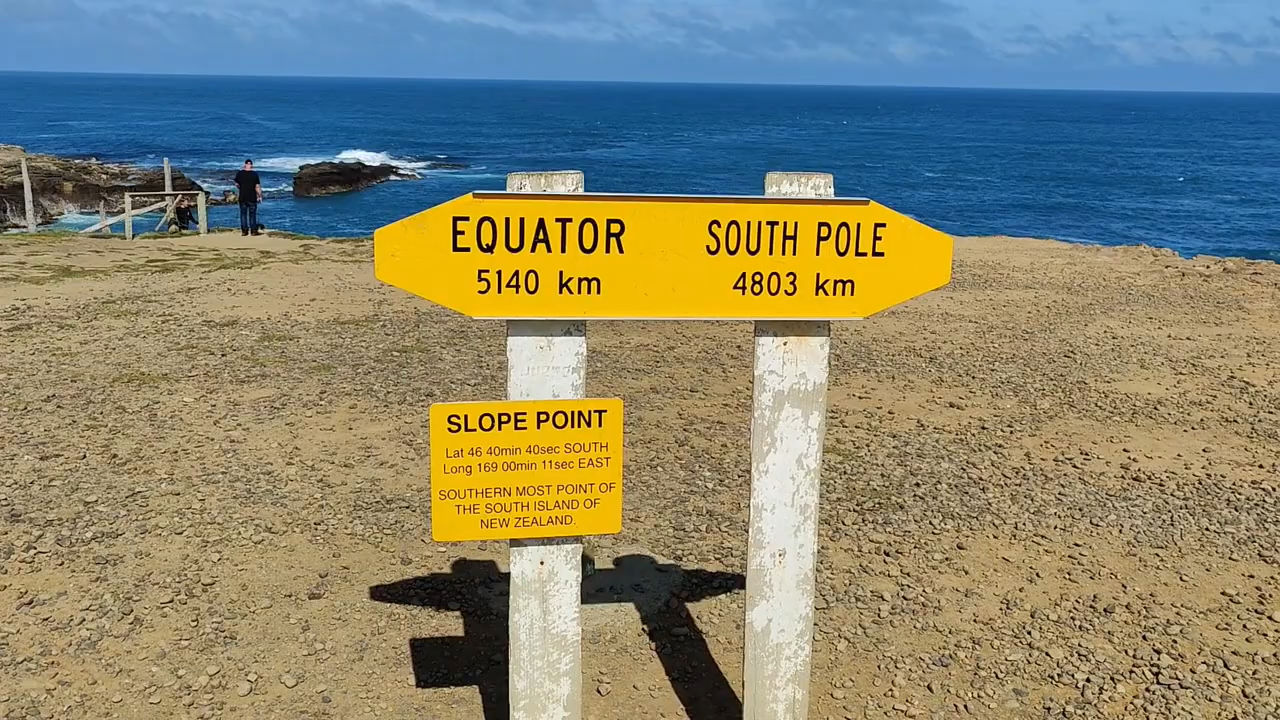 EQUATOR
5140 km
SOUTH POLE
4803 km
SLOPE POINT
Lat 46 40min 40sec SOUTH
Long 169 00min 11sec EAST
SOUTHERN MOST POINT OF
THE SOUTH ISLAND OF
NEW ZEALAND.